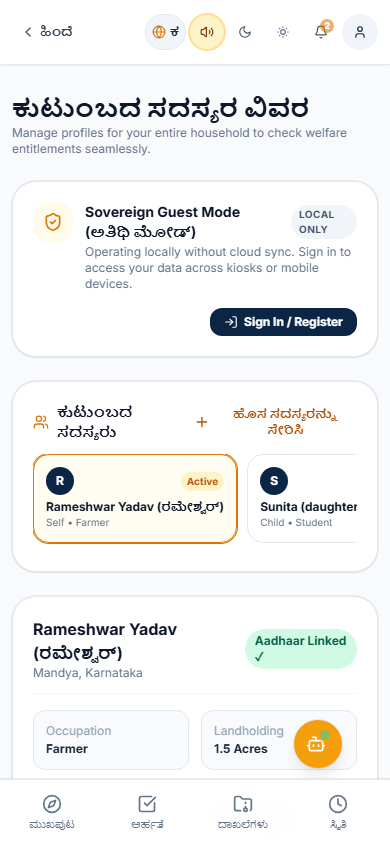 ಹಿಂದೆ
ಕ
2
ಕುಟುಂಬದ ಸದಸ್ಯರ ವಿವರ
Manage profiles for your entire household to check welfare
entitlements seamlessly.
Sovereign Guest Mode
(ಅತಿಥಿ ಮೋಡ್)
LOCAL
ONLY
Operating locally without cloud sync. Sign in to
access your data across kiosks or mobile
devices.
Sign In / Register
ಕುಟುಂಬದ
ಸದಸ್ಯರು
ಹೊಸ ಸದಸ್ಯರನ್ನು
ಸೇರಿಸಿ
R
Active
Rameshwar Yadav (ರಮೇಶ್ವರ್)
Self • Farmer
S
Sunita (daughter
Child • Student
Rameshwar Yadav
(ರಮೇಶ್ವರ್)
Aadhaar Linked
✓
Mandya, Karnataka
Occupation
Farmer
Landholding
1.5 Acres
ಮುಖಪುಟ
ಅರ್ಹತೆ
ದಾಖಲೆಗಳು
ಸ್ಥಿತಿ